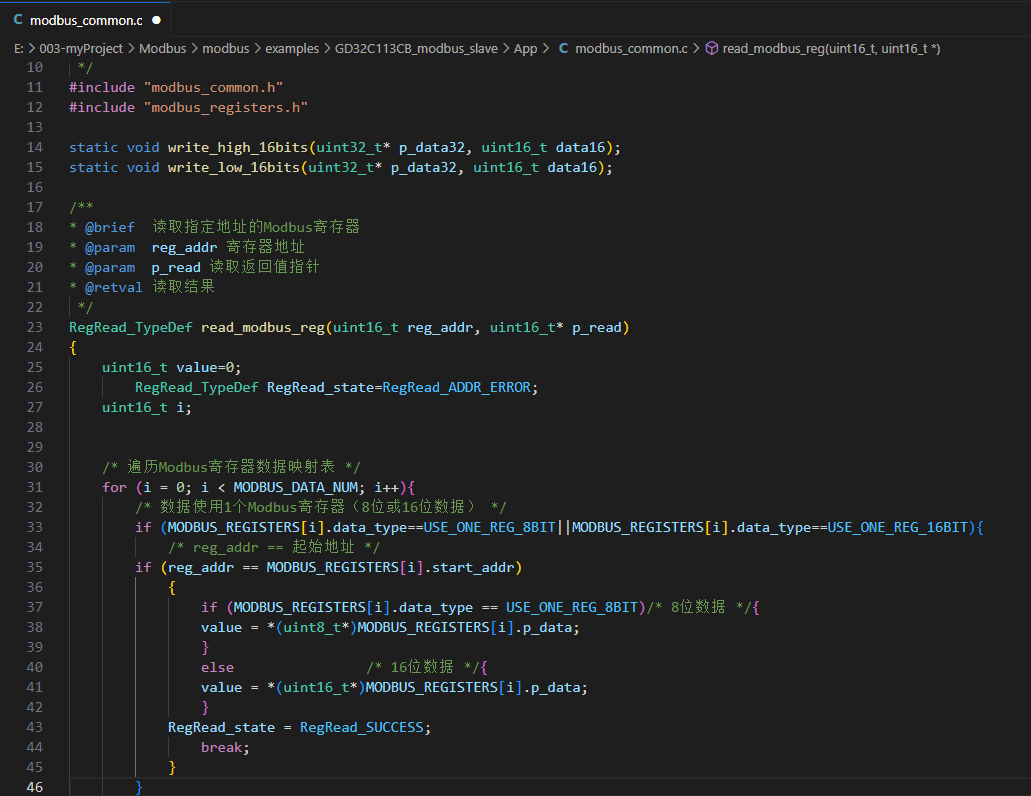 C modbus_common.c ●
E: > 003-myProject > Modbus > modbus > examples > GD32C113CB_modbus_slave > App > C modbus_common.c > read_modbus_reg(uint16_t, uint16_t *)
10 */
11 #include "modbus_common.h"
12 #include "modbus_registers.h"
13
14 static void write_high_16bits(uint32_t* p_data32, uint16_t data16);
15 static void write_low_16bits(uint32_t* p_data32, uint16_t data16);
16
17 /**
18 * @brief  读取指定地址的Modbus寄存器
19 * @param  reg_addr 寄存器地址
20 * @param  p_read 读取返回值指针
21 * @retval 读取结果
22 */
23 RegRead_TypeDef read_modbus_reg(uint16_t reg_addr, uint16_t* p_read)
24 {
25     uint16_t value=0;
26         RegRead_TypeDef RegRead_state=RegRead_ADDR_ERROR;
27     uint16_t i;
28
29
30     /* 遍历Modbus寄存器数据映射表 */
31     for (i = 0; i < MODBUS_DATA_NUM; i++){
32         /* 数据使用1个Modbus寄存器（8位或16位数据） */
33         if (MODBUS_REGISTERS[i].data_type==USE_ONE_REG_8BIT||MODBUS_REGISTERS[i].data_type==USE_ONE_REG_16BIT){
34             /* reg_addr == 起始地址 */
35         if (reg_addr == MODBUS_REGISTERS[i].start_addr)
36             {
37                 if (MODBUS_REGISTERS[i].data_type == USE_ONE_REG_8BIT)/* 8位数据 */{
38                 value = *(uint8_t*)MODBUS_REGISTERS[i].p_data;
39                 }
40                 else                /* 16位数据 */{
41                 value = *(uint16_t*)MODBUS_REGISTERS[i].p_data;
42                 }
43             RegRead_state = RegRead_SUCCESS;
44                 break;
45             }
46         }